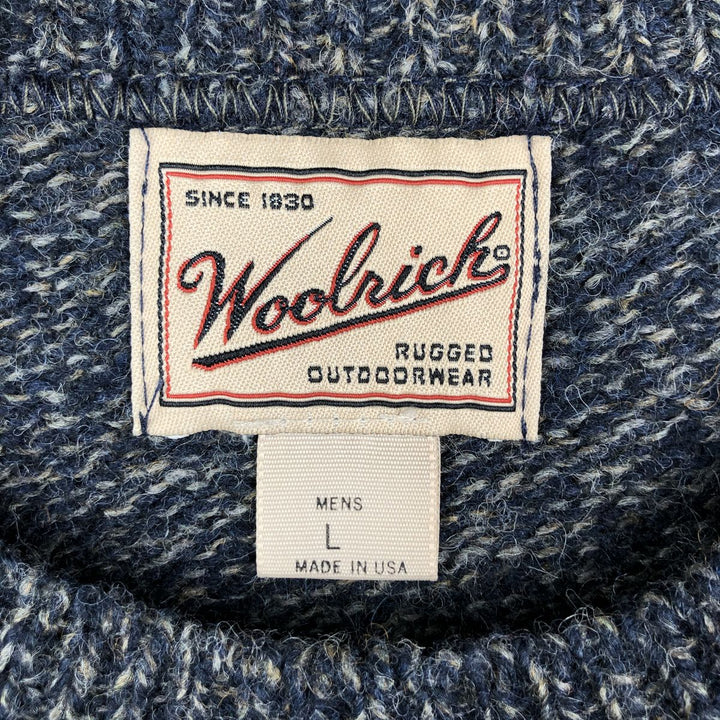 SINCE 1830
Woolrich
RUGGED
OUTDOORWEAR
MENS
L
MADE IN USA